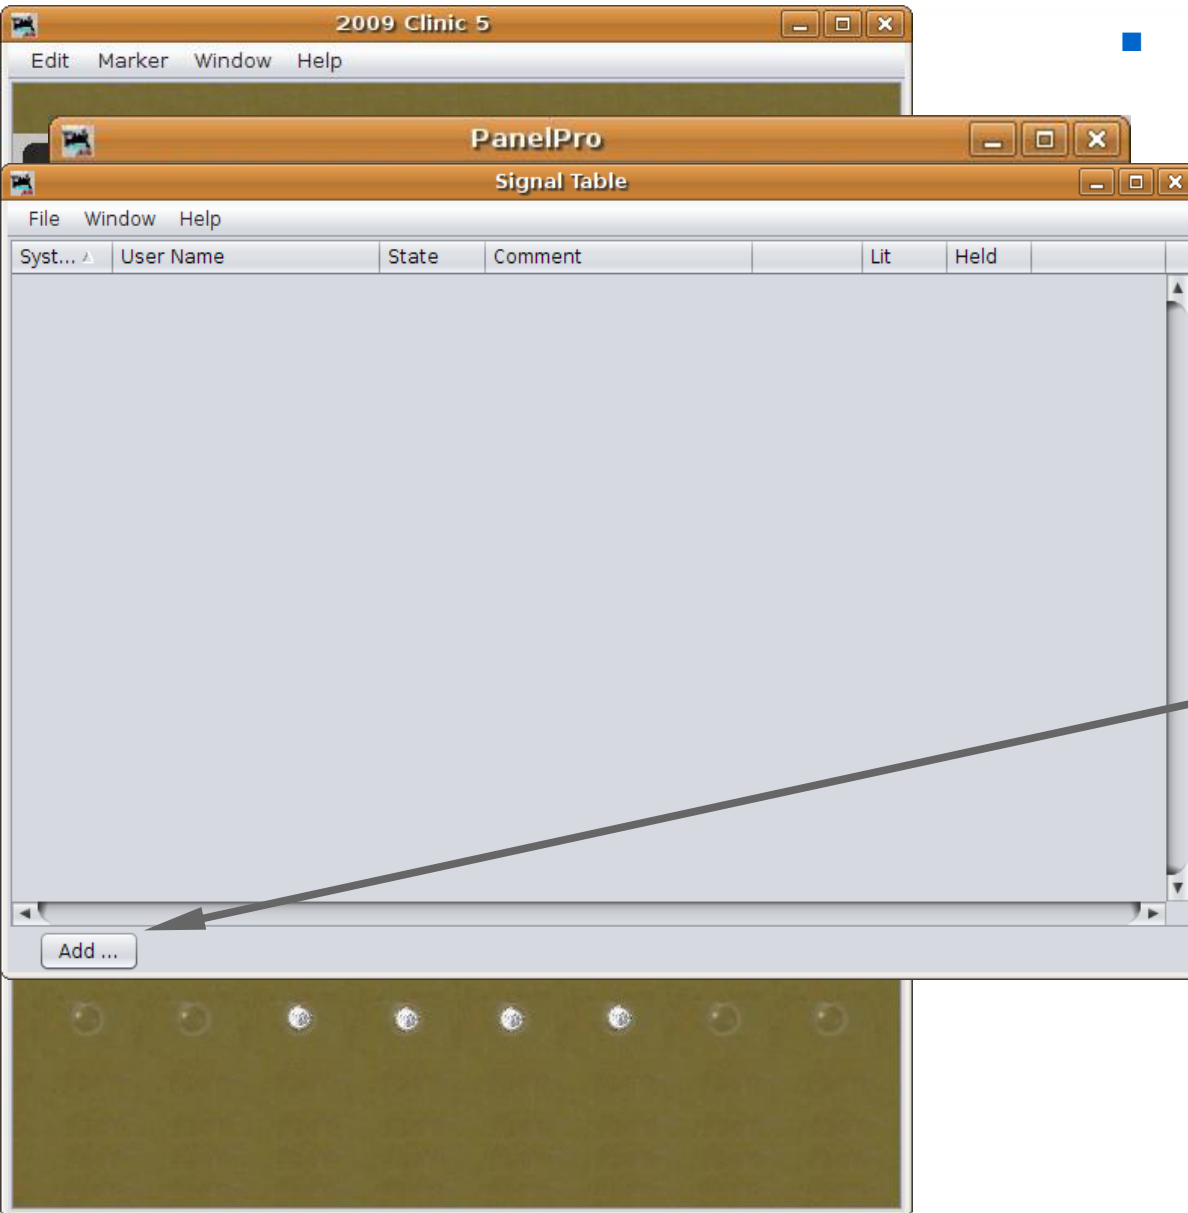 2009 Clinic 5
Edit Marker Window Help
PanelPro
Signal Table
File Window Help
Syst... User Name State Comment Lit Held
Add ...